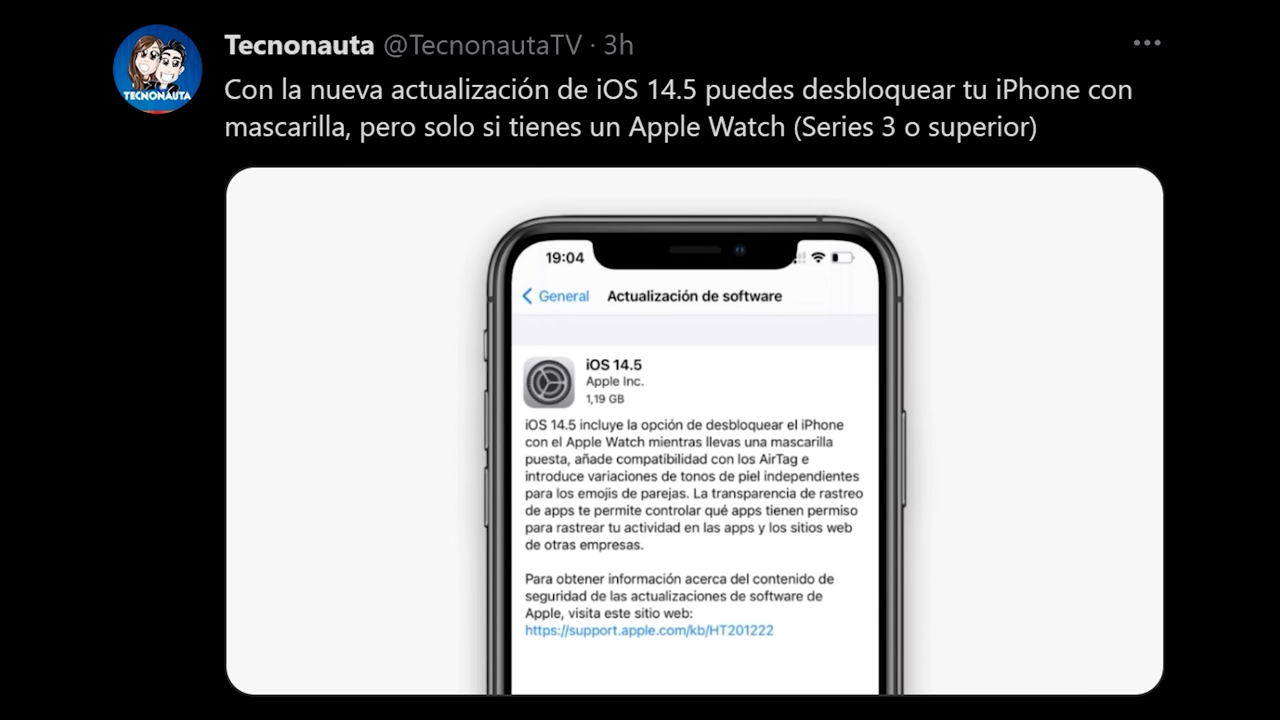 Tecnonauta @TecnonautaTV · 3h
TECNONAUTA
Con la nueva actualización de iOS 14.5 puedes desbloquear tu iPhone con
mascarilla, pero solo si tienes un Apple Watch (Series 3 o superior)
19:04
General Actualización de software
iOS 14.5
Apple Inc.
1,19 GB
iOS 14.5 incluye la opción de desbloquear el iPhone
con el Apple Watch mientras llevas una mascarilla
puesta, añade compatibilidad con los AirTag e
introduce variaciones de tonos de piel independientes
para los emojis de parejas. La transparencia de rastreo
de apps te permite controlar qué apps tienen permiso
para rastrear tu actividad en las apps y los sitios web
de otras empresas.
Para obtener información acerca del contenido de
seguridad de las actualizaciones de software de
Apple, visita este sitio web:
https://support.apple.com/kb/HT201222